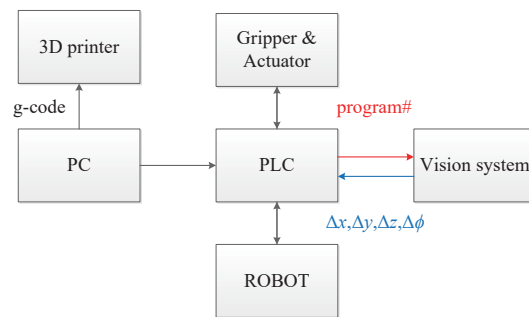 3D printer
Gripper &
Actuator
g-code
program#
PC
PLC
Vision system
Δx,Δy,Δz,Δϕ
ROBOT